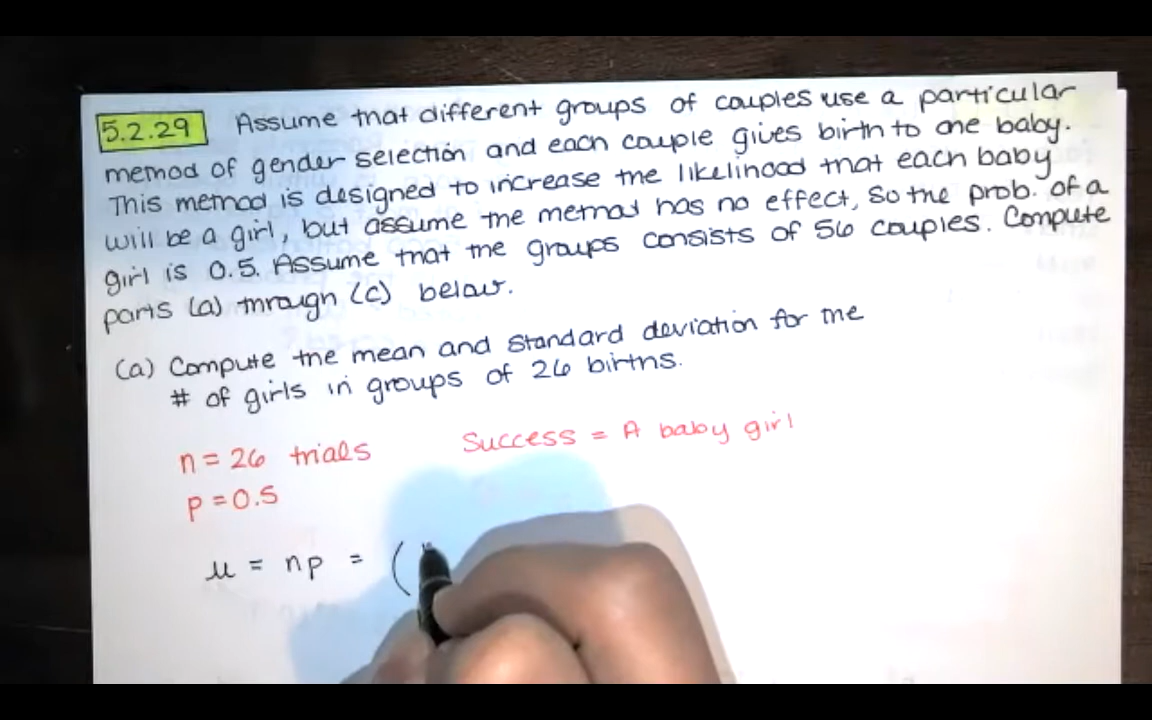 5.2.29 Assume that different groups of couples use a particular
method of gender selection and each couple gives birth to one baby.
This method is designed to increase the likelihood that each baby
will be a girl, but assume the method has no effect, so the prob. of a
girl is 0.5. Assume that the groups consists of 56 couples. Compute
parts (a) through (c) below.
(a) Compute the mean and standard deviation for the
# of girls in groups of 26 births.
n = 26 trials Success = A baby girl
p = 0.5
μ = np = (